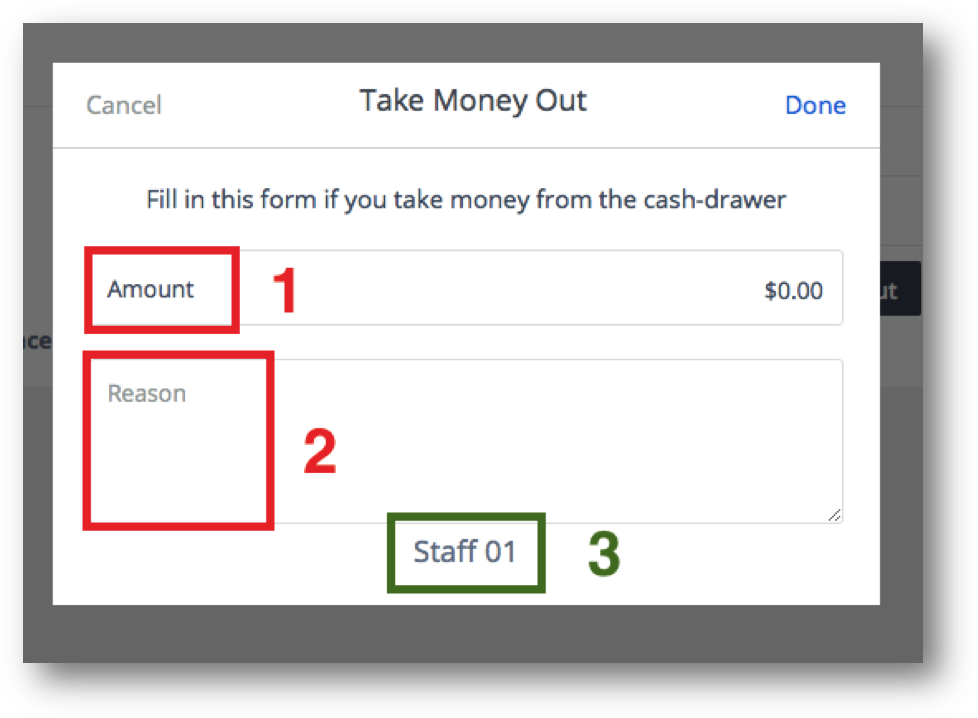 Cancel
Take Money Out
Done
Fill in this form if you take money from the cash-drawer
Amount
1
$0.00
Reason
2
Staff 01
3